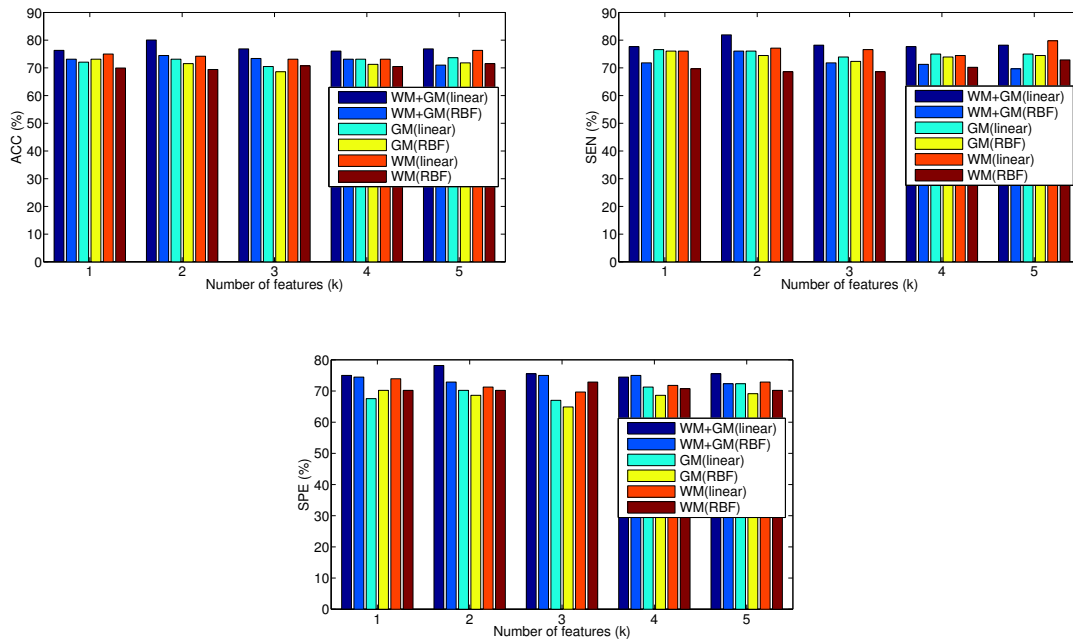 90
80
70
60
50
40
30
20
10
0
ACC (%)
1 2 3 4 5
Number of features (k)
WM+GM(linear)
WM+GM(RBF)
GM(linear)
GM(RBF)
WM(linear)
WM(RBF)
90
80
70
60
50
40
30
20
10
0
SEN (%)
1 2 3 4 5
Number of features (k)
WM+GM(linear)
WM+GM(RBF)
GM(linear)
GM(RBF)
WM(linear)
WM(RBF)
80
70
60
50
40
30
20
10
0
SPE (%)
1 2 3 4 5
Number of features (k)
WM+GM(linear)
WM+GM(RBF)
GM(linear)
GM(RBF)
WM(linear)
WM(RBF)